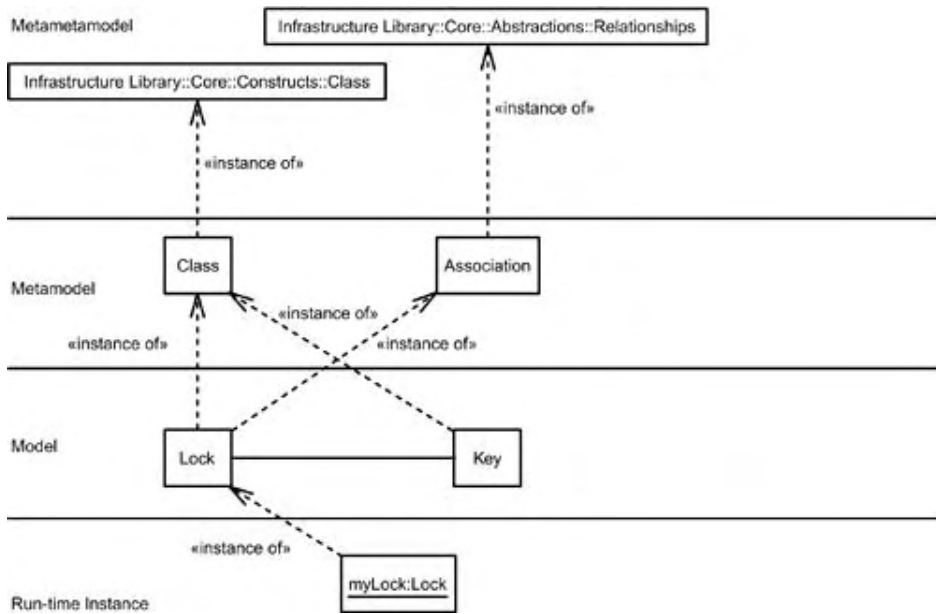 Metametamodel
Infrastructure Library::Core::Abstractions::Relationships
Infrastructure Library::Core::Constructs::Class
«instance of»
«instance of»
Class
Association
Metamodel
«instance of»
«instance of»
«instance of»
Model
Lock
Key
«instance of»
myLock:Lock
Run-time Instance